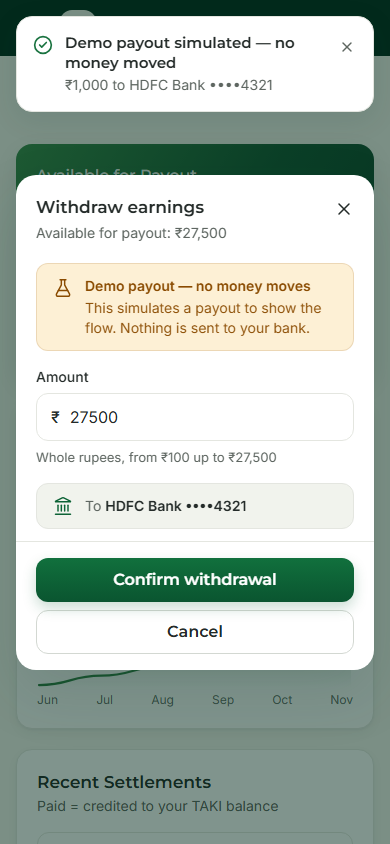 Demo payout simulated — no
money moved
₹1,000 to HDFC Bank ••••4321
Available for Payout
Withdraw earnings
Available for payout: ₹27,500
Demo payout — no money moves
This simulates a payout to show the
flow. Nothing is sent to your bank.
Amount
₹ 27500
Whole rupees, from ₹100 up to ₹27,500
To HDFC Bank ••••4321
Confirm withdrawal
Cancel
Jun Jul Aug Sep Oct Nov
Recent Settlements
Paid = credited to your TAKI balance